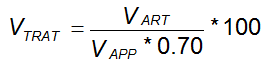 V_TRAT = V_ART / (V_APP * 0.70) * 100